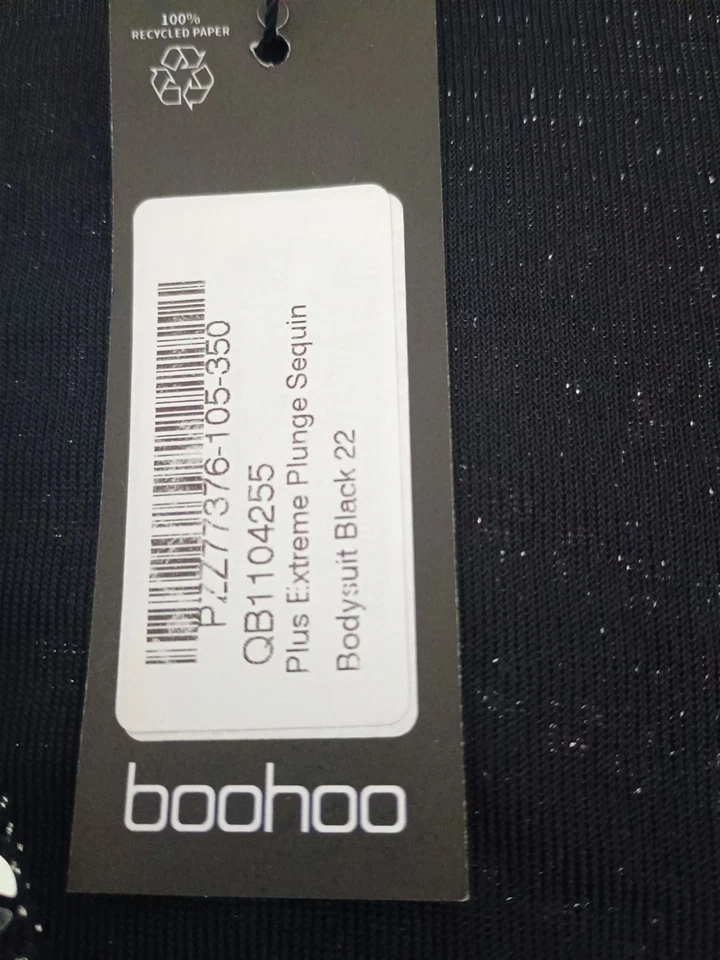 100%
RECYCLED PAPER
PZZ77376-105-350
QB1104255
Plus Extreme Plunge Sequin
Bodysuit Black 22
boohoo